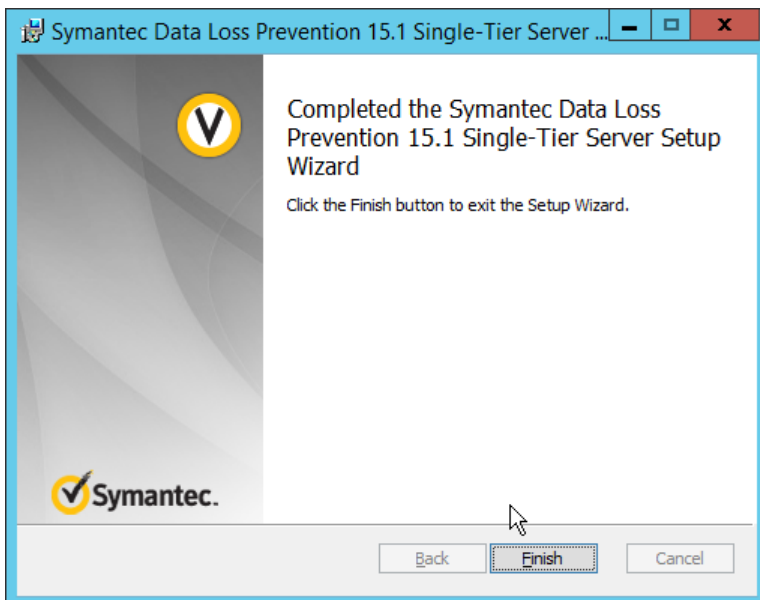 Symantec Data Loss Prevention 15.1 Single-Tier Server ...
Completed the Symantec Data Loss
Prevention 15.1 Single-Tier Server Setup
Wizard
Click the Finish button to exit the Setup Wizard.
Symantec.
Back
Finish
Cancel